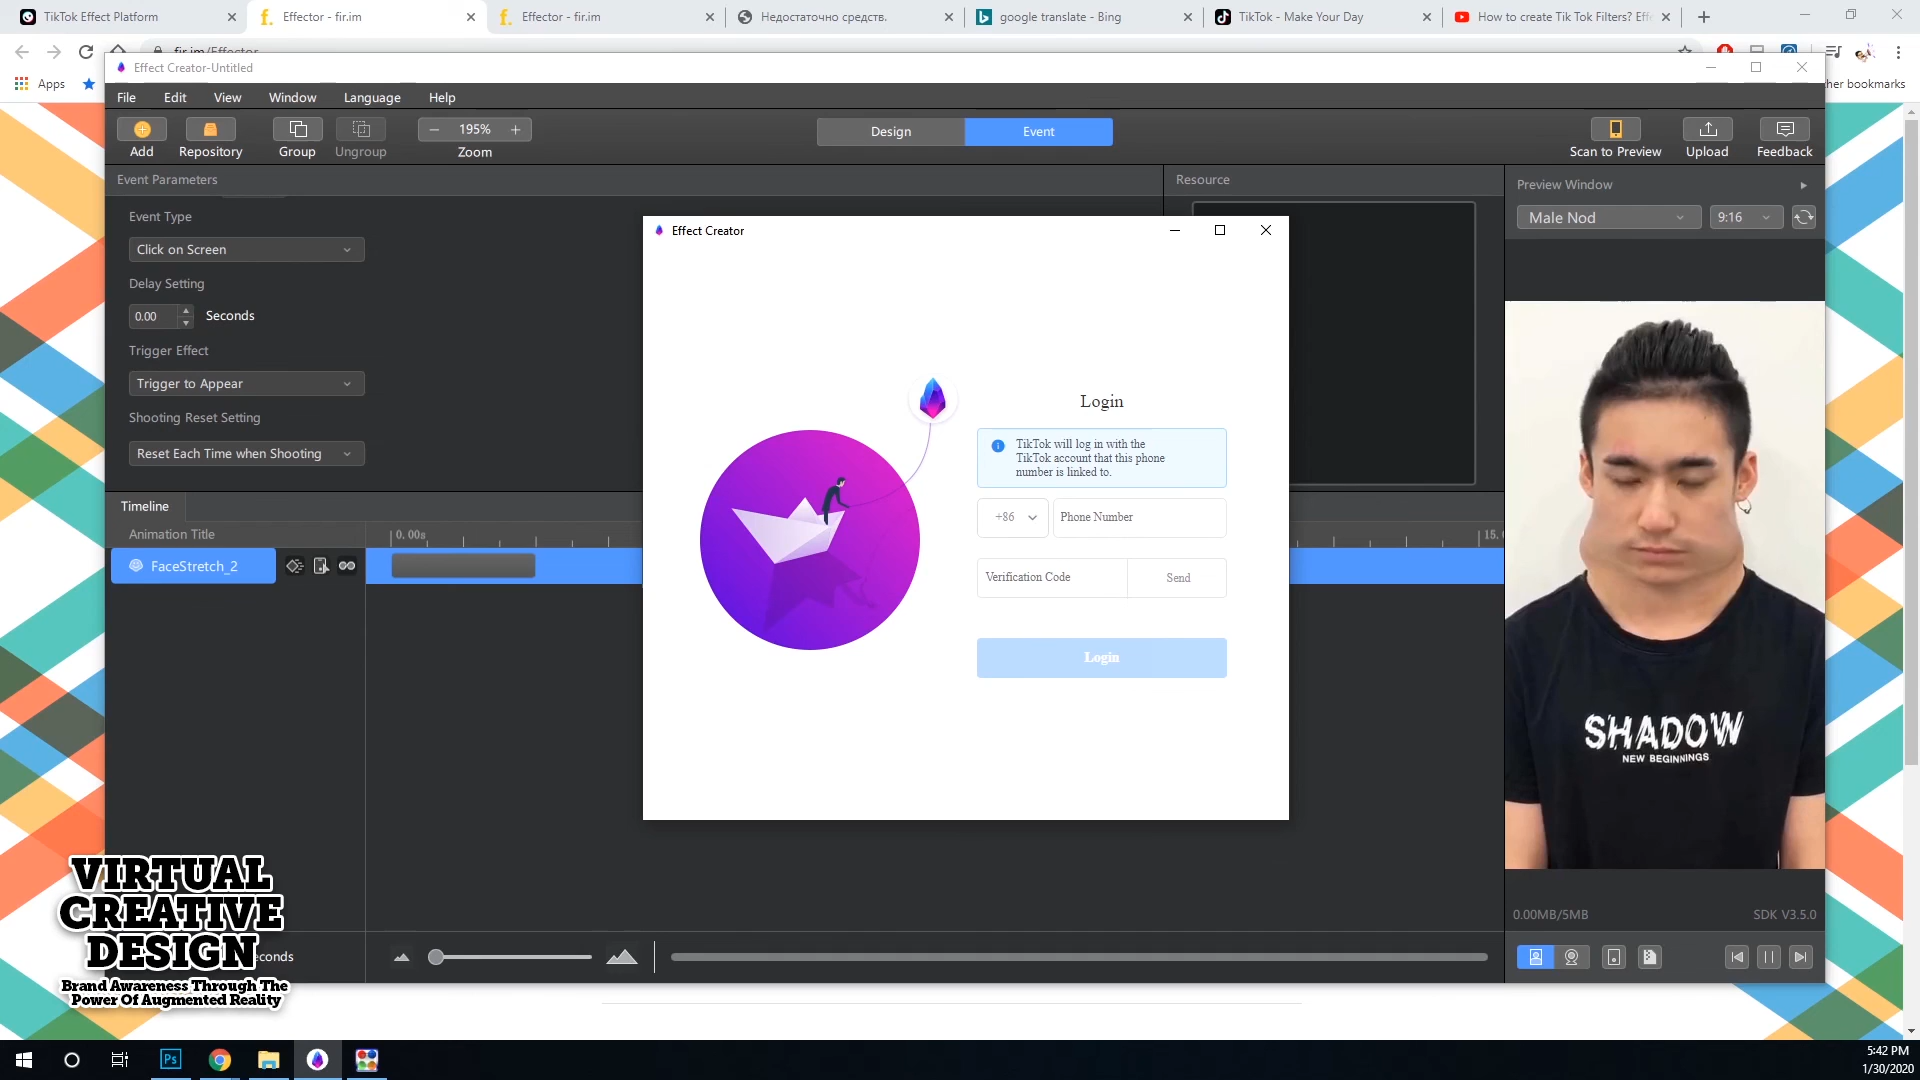 TikTok Effect Platform
Effector - fir.im
Effector - fir.im
Недостаточно средств.
google translate - Bing
TikTok - Make Your Day
How to create Tik Tok Filters? Eff
fir.im/Effector
Apps
her bookmarks
Effect Creator-Untitled
File Edit View Window Language Help
Add
Repository
Group
Ungroup
195%
Zoom
Design
Event
Scan to Preview
Upload
Feedback
Event Parameters
Resource
Preview Window
Male Nod
9:16
Event Type
Click on Screen
Delay Setting
0.00 Seconds
Trigger Effect
Trigger to Appear
Shooting Reset Setting
Reset Each Time when Shooting
Effect Creator
Login
TikTok will log in with the
TikTok account that this phone
number is linked to.
+86
Phone Number
Verification Code
Send
Login
Timeline
Animation Title
0.00s
15.
FaceStretch_2
SHADOW
NEW BEGINNINGS
0.00MB/5MB
SDK V3.5.0
VIRTUAL
CREATIVE
DESIGN
econds
Brand Awareness Through The
Power Of Augmented Reality
Ps
5:42 PM
1/30/2020